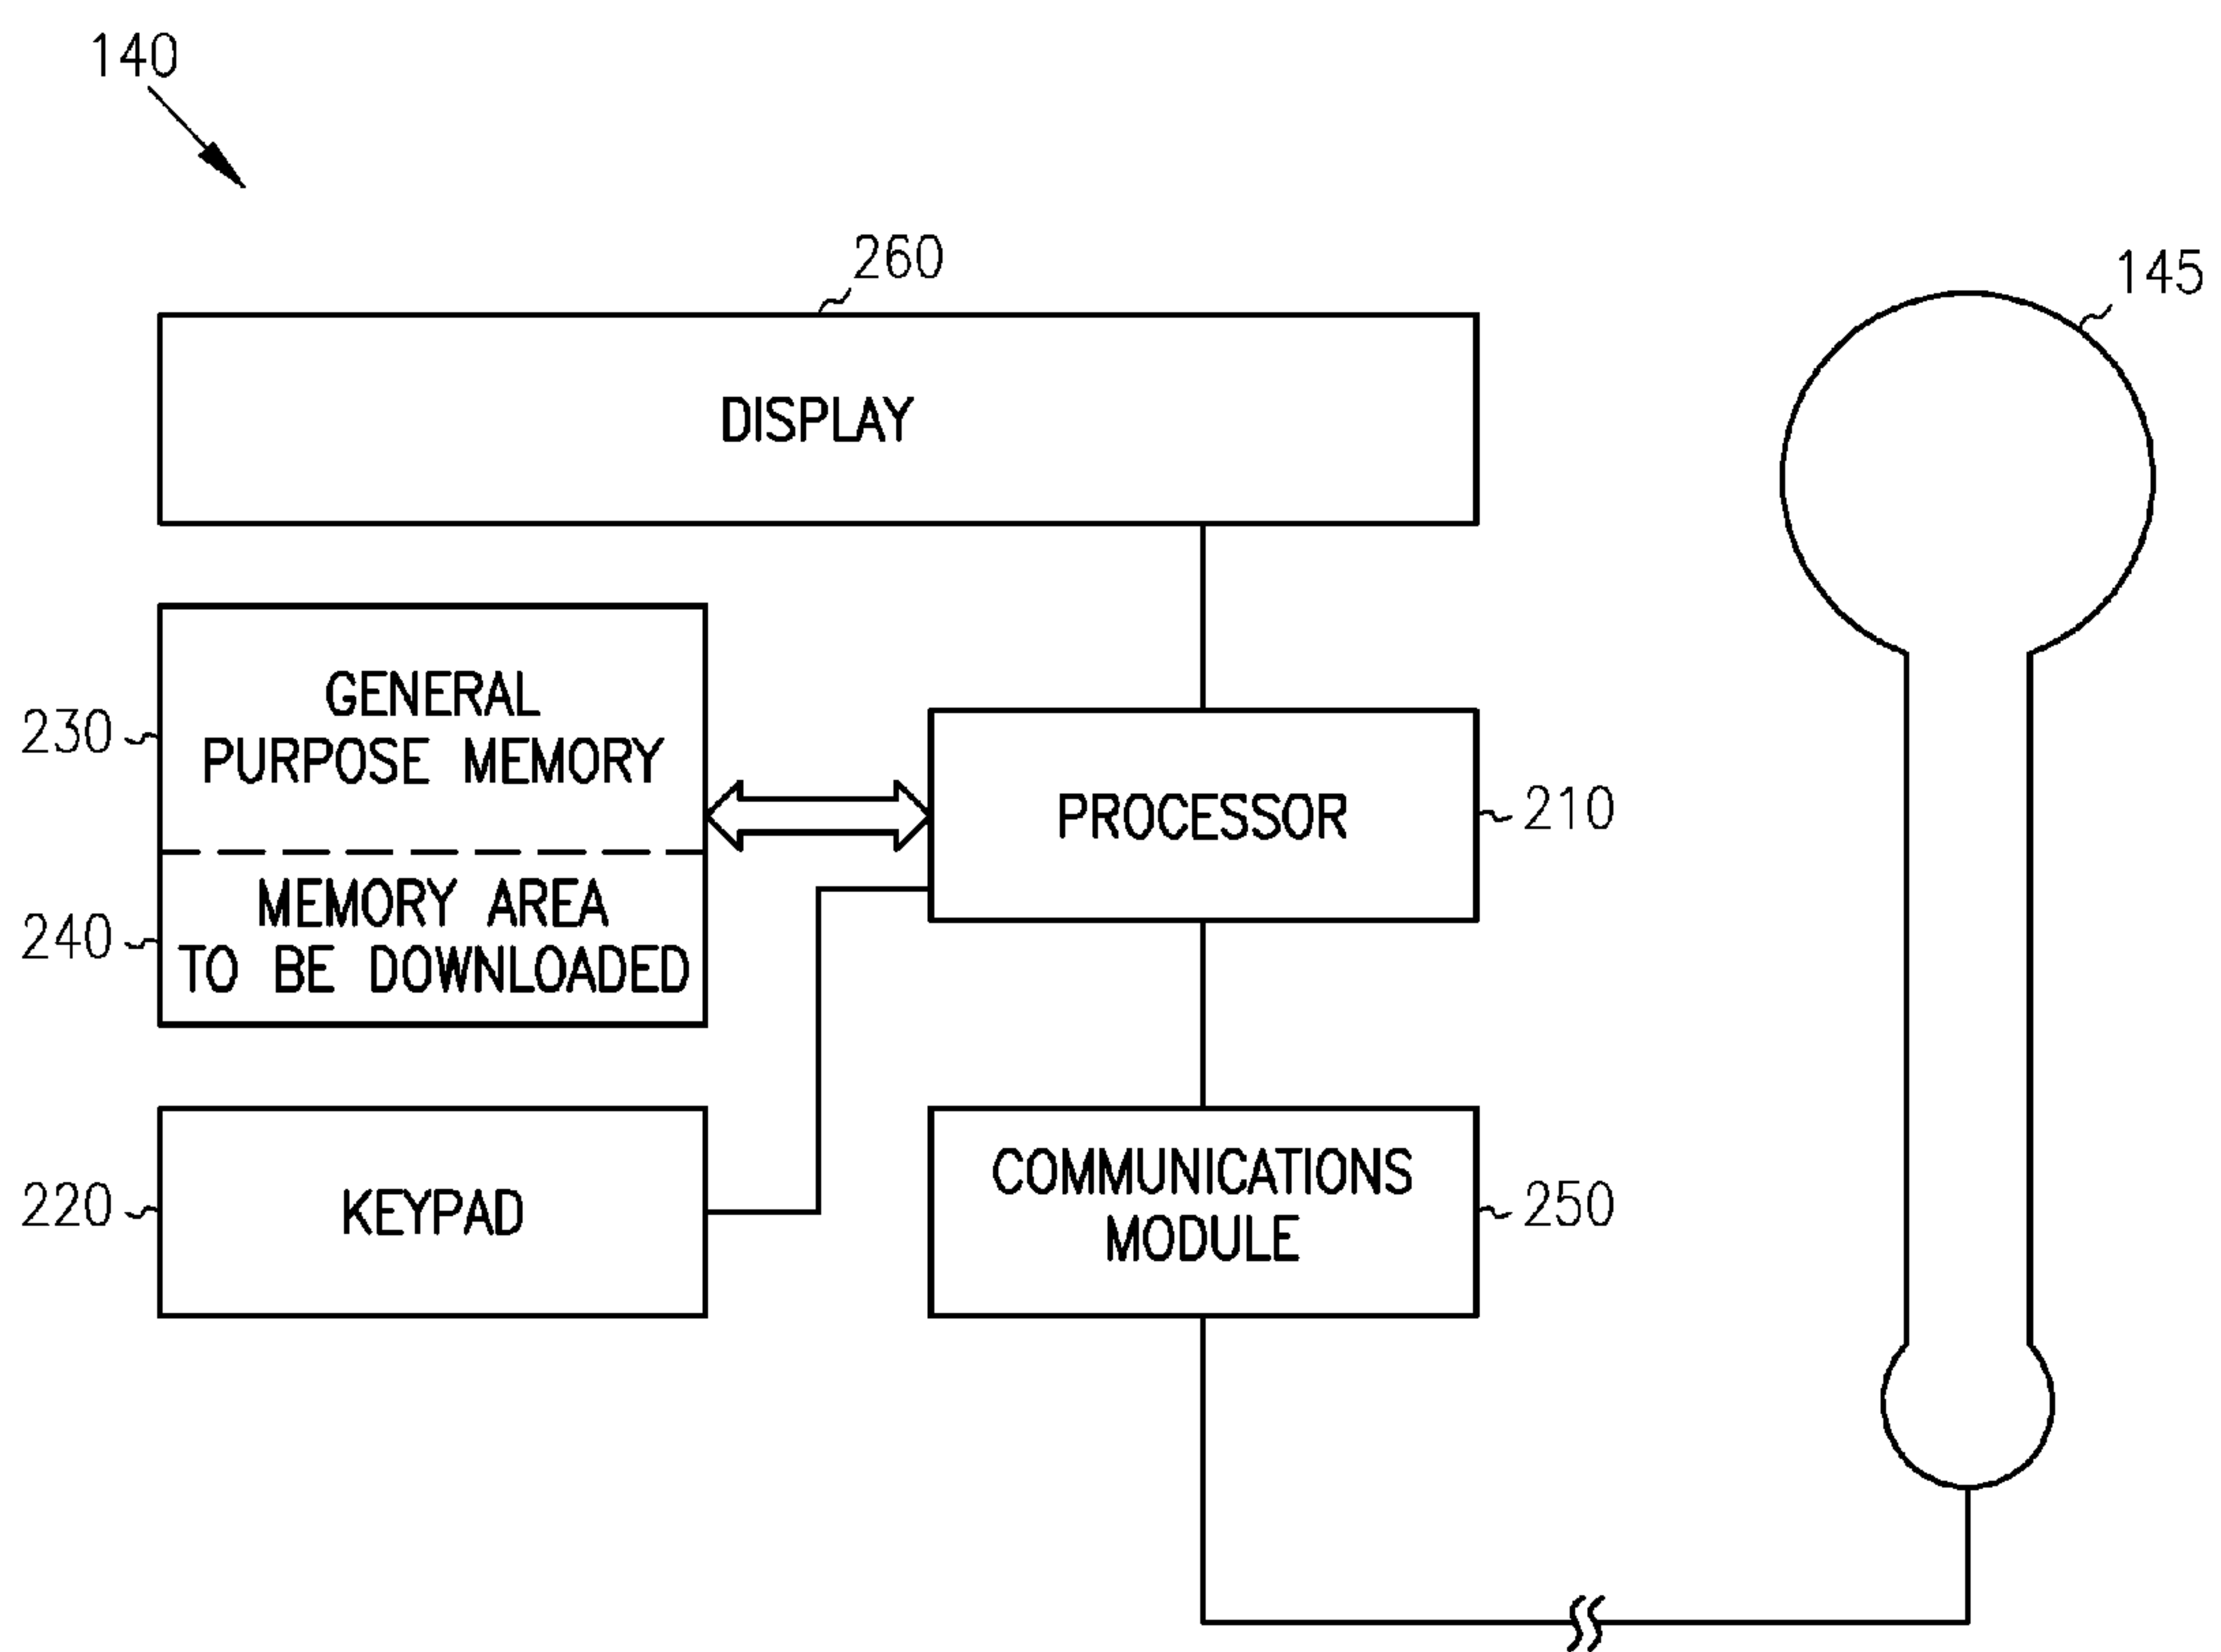 140
260
145
DISPLAY
230
GENERAL
PURPOSE MEMORY
PROCESSOR
210
240
MEMORY AREA
TO BE DOWNLOADED
220
KEYPAD
COMMUNICATIONS
MODULE
250